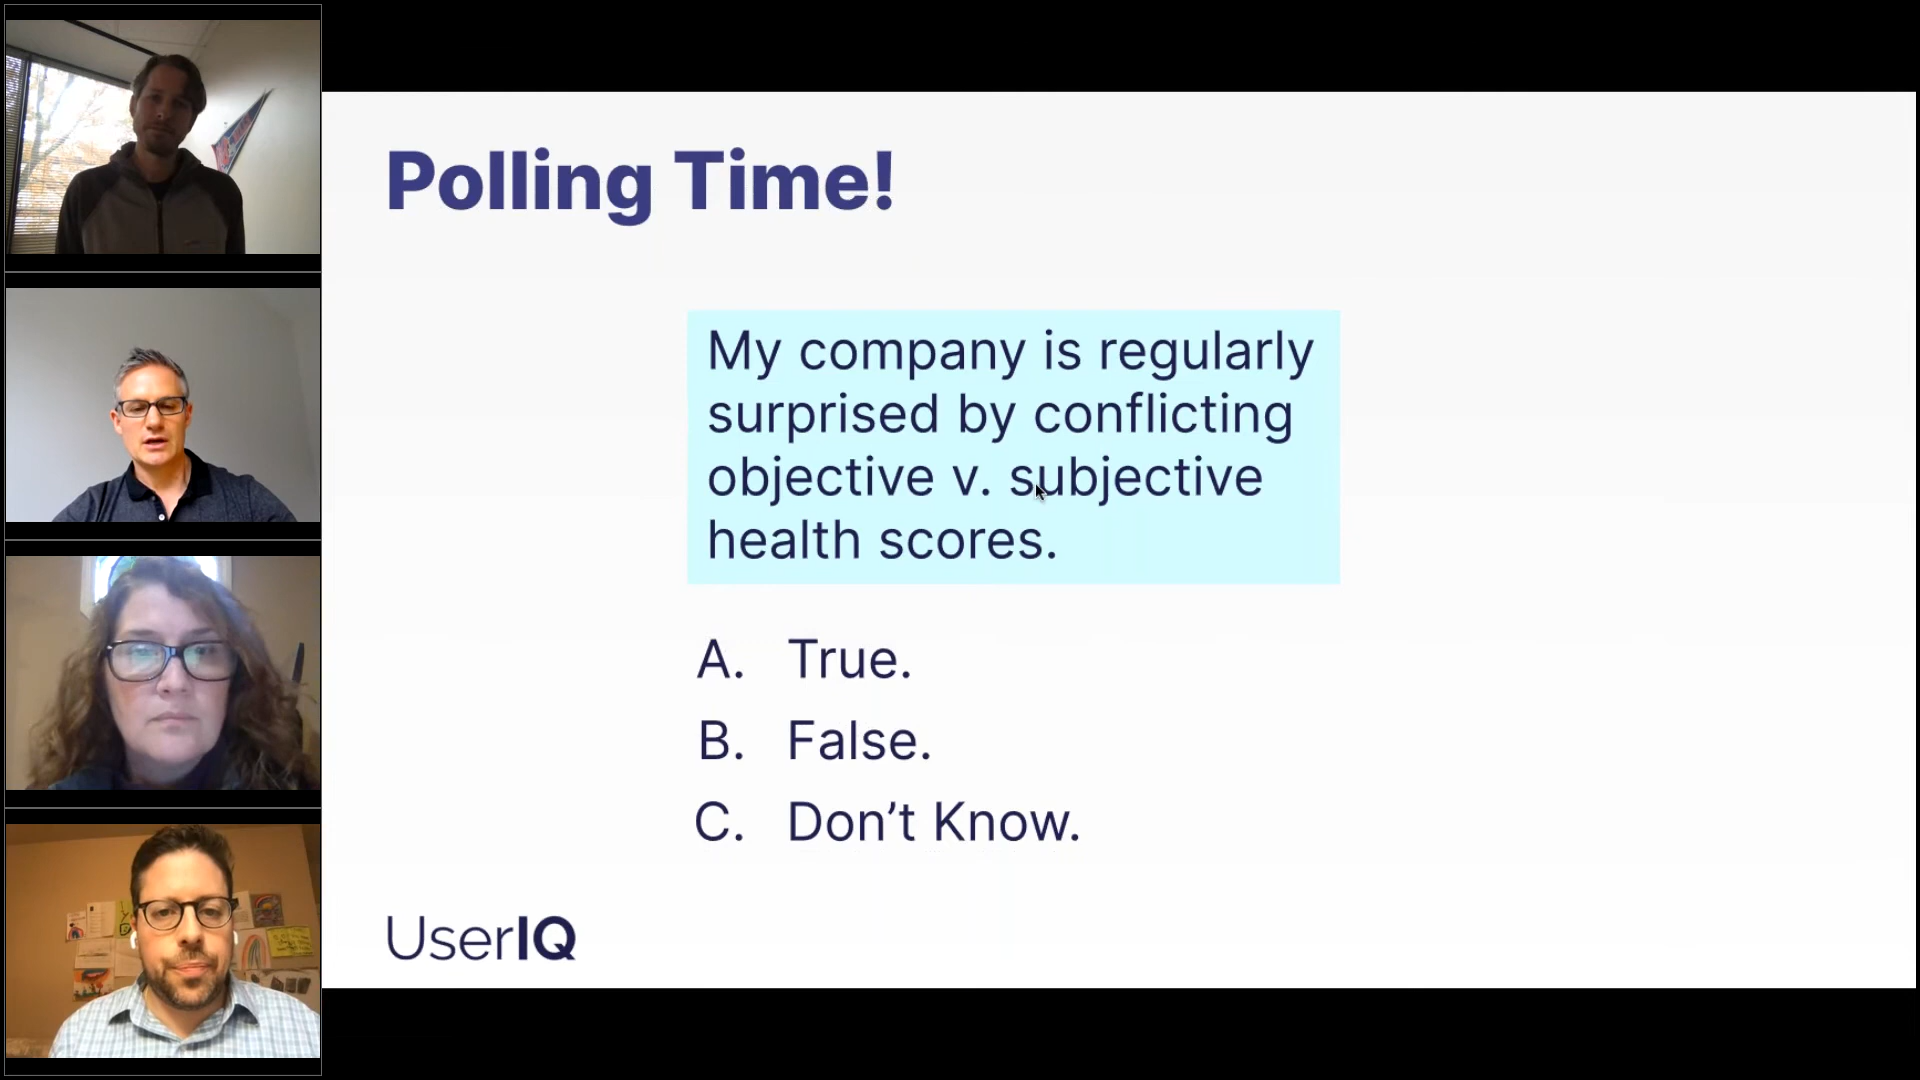 Polling Time!
My company is regularly
surprised by conflicting
objective v. subjective
health scores.
A. True.
B. False.
C. Don’t Know.
UserIQ